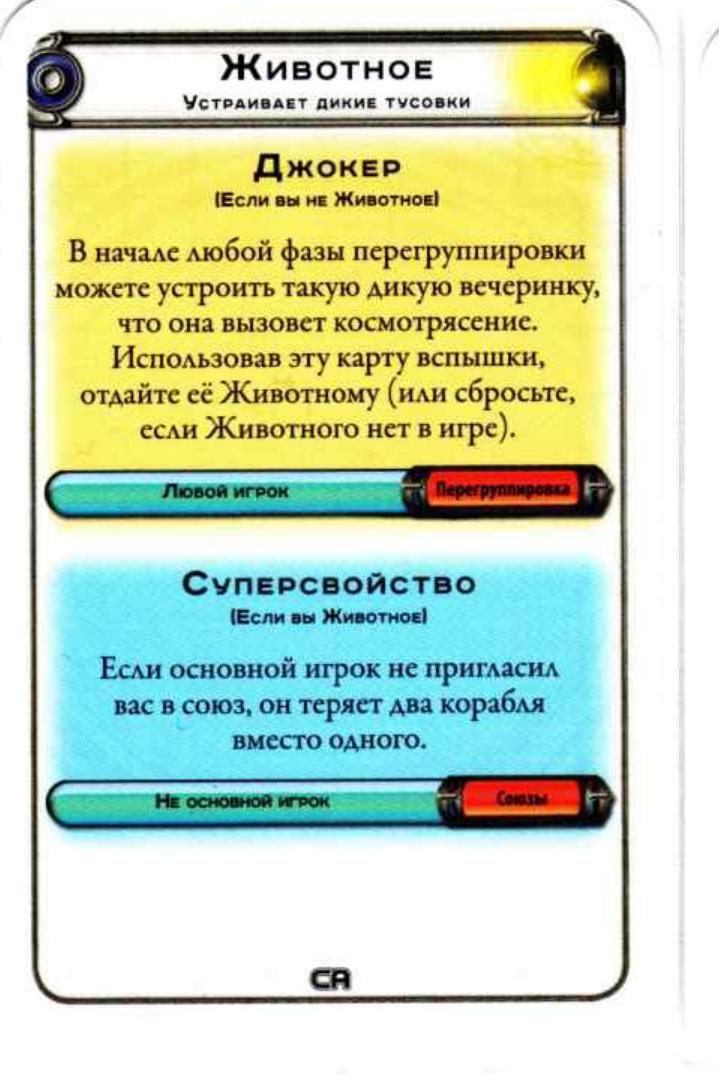 Животное
Устраивает дикие тусовки
Джокер
(Если вы не Животное)
В начале любой фазы перегруппировки
можете устроить такую дикую вечеринку,
что она вызовет космотрясение.
Использовав эту карту вспышки,
отдайте её Животному (или сбросьте,
если Животного нет в игре).
Любой игрок Перегруппировка
Суперсвойство
(Если вы Животное)
Если основной игрок не пригласил
вас в союз, он теряет два корабля
вместо одного.
Не основной игрок Союзы
CA